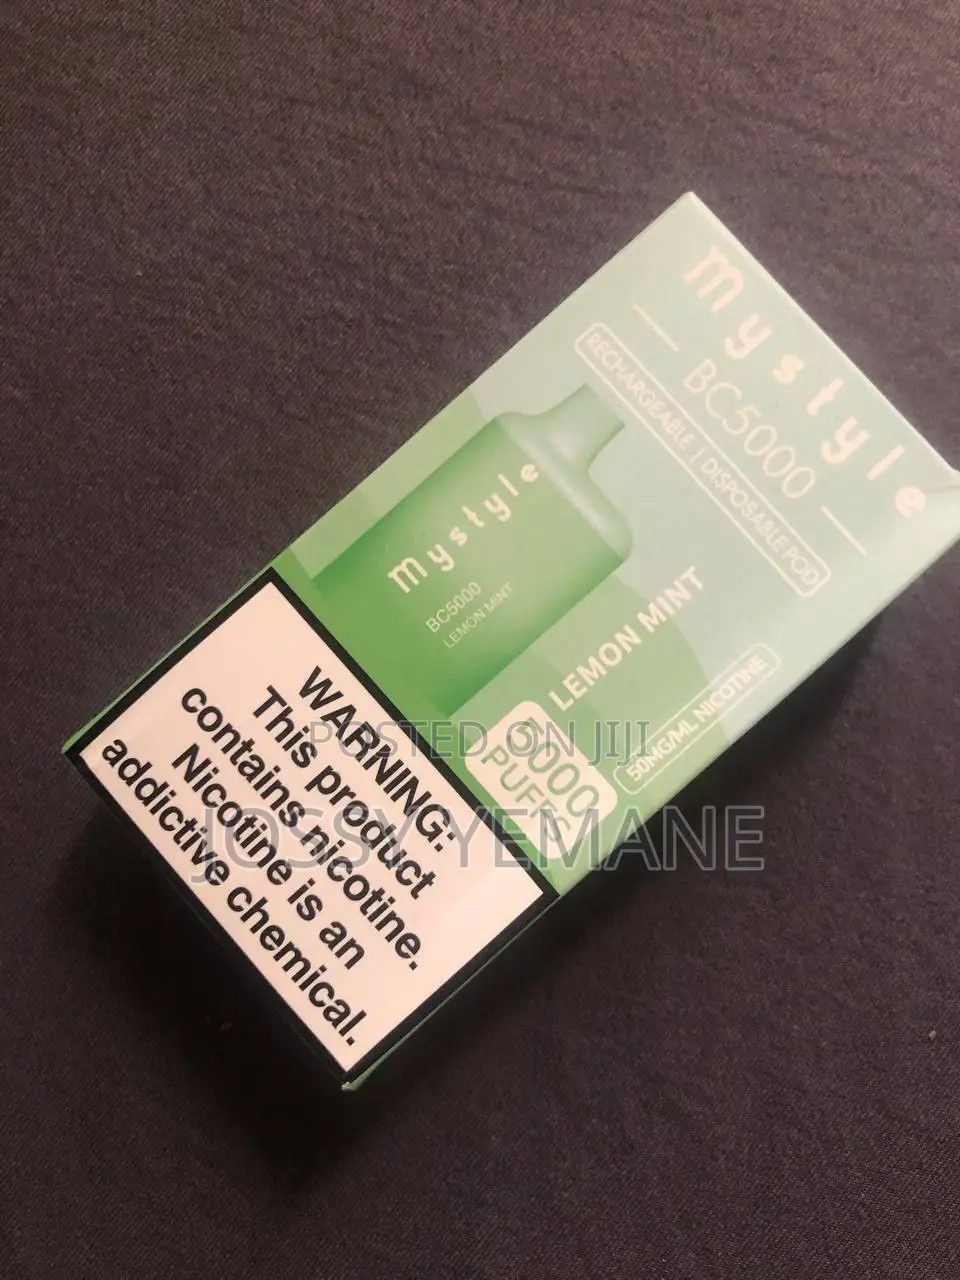 mystyle
BC5000
RECHARGEABLE | DISPOSABLE POD
mystyle
BC5000
LEMON MINT
LEMON MINT
5000
PUFFS
50MG/ML NICOTINE
WARNING:
This product
contains nicotine.
Nicotine is an
addictive chemical.
POSTED ON JIJI
JOSSY YEMANE